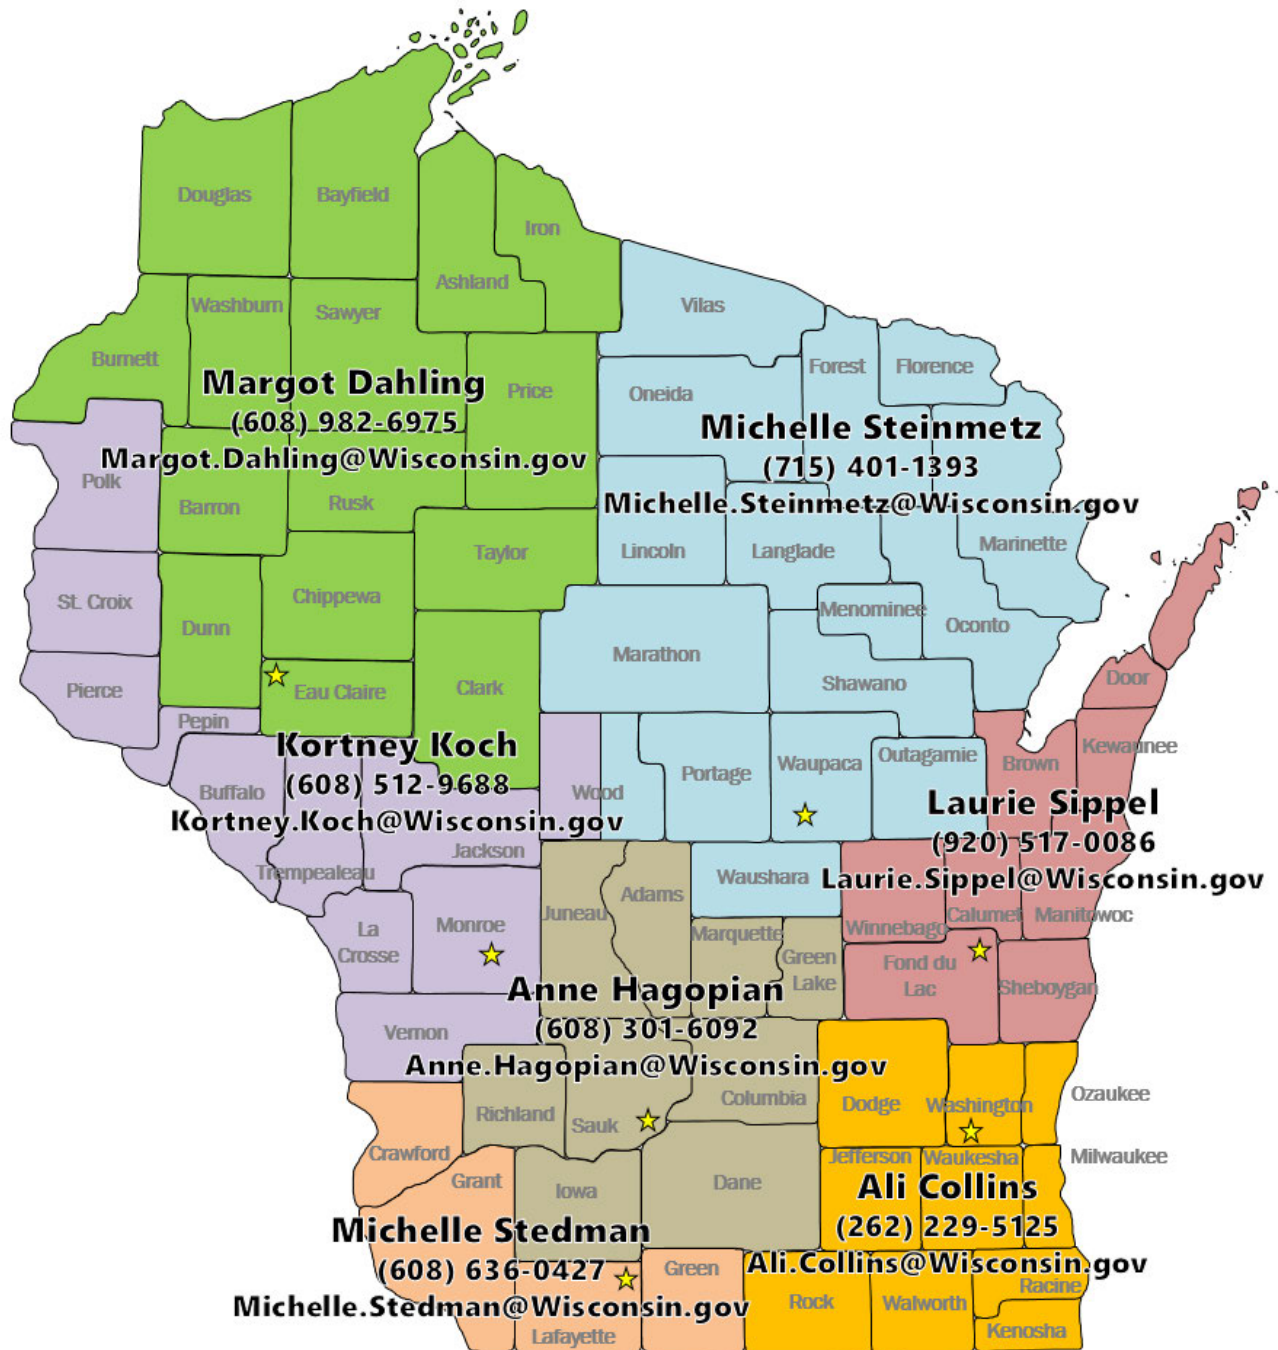 Douglas
Bayfield
Iron
Ashland
Vilas
Washburn
Sawyer
Burnett
Forest
Florence
Price
Oneida
Margot Dahling
(608) 982-6975
Margot.Dahling@Wisconsin.gov
Michelle Steinmetz
(715) 401-1393
Michelle.Steinmetz@Wisconsin.gov
Polk
Barron
Rusk
Taylor
Lincoln
Langlade
Marinette
St. Croix
Dunn
Chippewa
Menominee
Oconto
Marathon
Pierce
Eau Claire
Clark
Shawano
Door
Pepin
Kortney Koch
(608) 512-9688
Kortney.Koch@Wisconsin.gov
Buffalo
Wood
Portage
Waupaca
Outagamie
Brown
Kewaunee
Laurie Sippel
(920) 517-0086
Laurie.Sippel@Wisconsin.gov
Trempealeau
Jackson
Juneau
Adams
Waushara
Winnebago
Calumet
Manitowoc
La
Crosse
Monroe
Marquette
Green
Lake
Fond du
Lac
Sheboygan
Anne Hagopian
(608) 301-6092
Anne.Hagopian@Wisconsin.gov
Vernon
Richland
Sauk
Columbia
Dodge
Washington
Ozaukee
Crawford
Grant
Iowa
Dane
Jefferson
Waukesha
Milwaukee
Ali Collins
(262) 229-5125
Ali.Collins@Wisconsin.gov
Michelle Stedman
(608) 636-0427
Michelle.Stedman@Wisconsin.gov
Lafayette
Green
Rock
Walworth
Racine
Kenosha